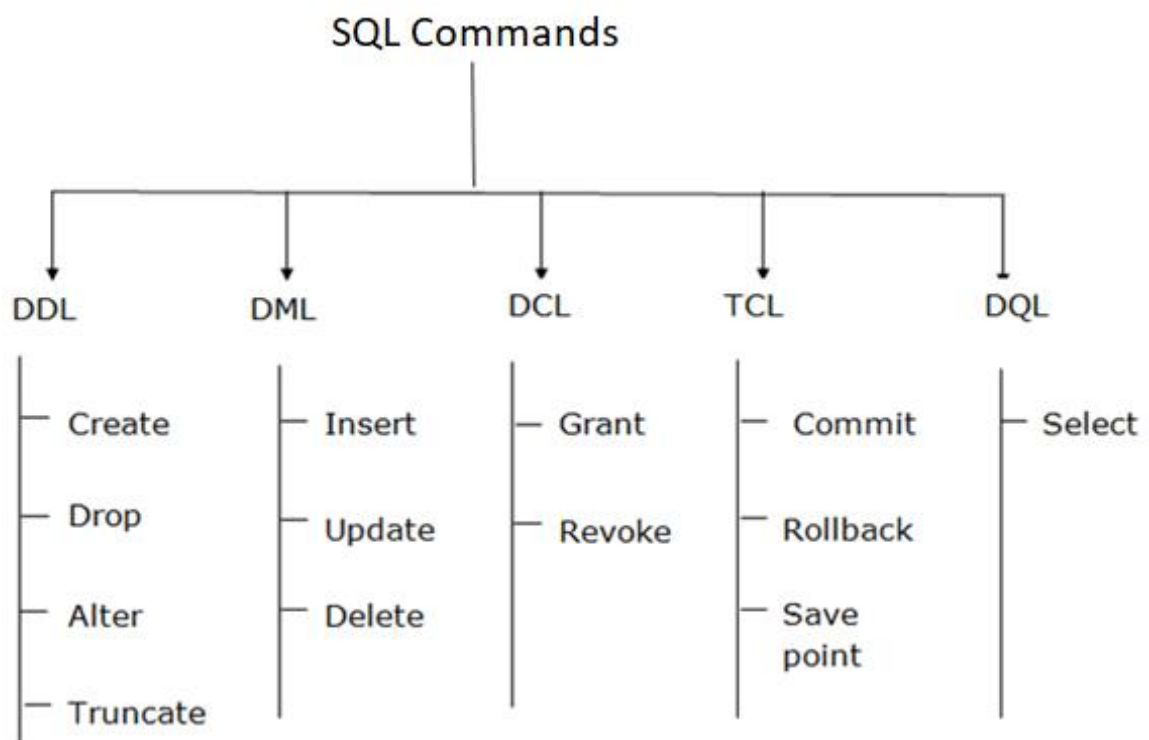 SQL Commands
DDL
DML
DCL
TCL
DQL
Create
Drop
Alter
Truncate
Insert
Update
Delete
Grant
Revoke
Commit
Rollback
Save
point
Select